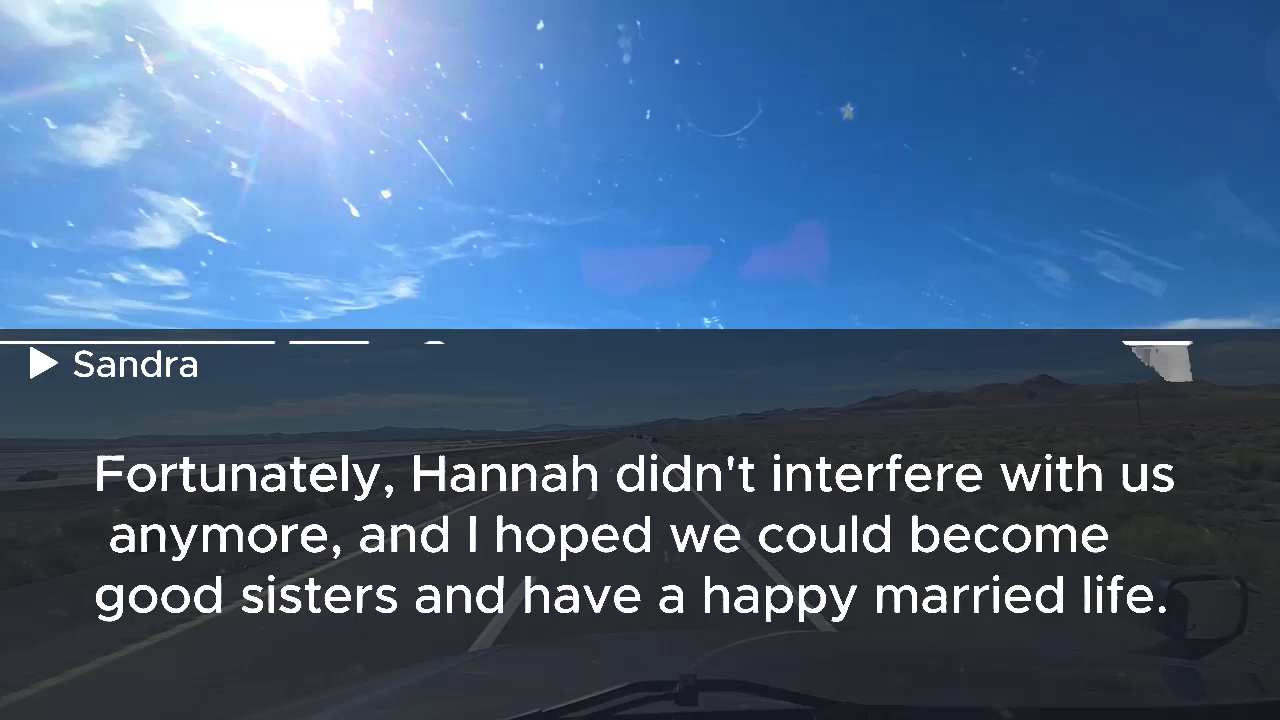 Sandra
Fortunately, Hannah didn't interfere with us
anymore, and I hoped we could become
good sisters and have a happy married life.